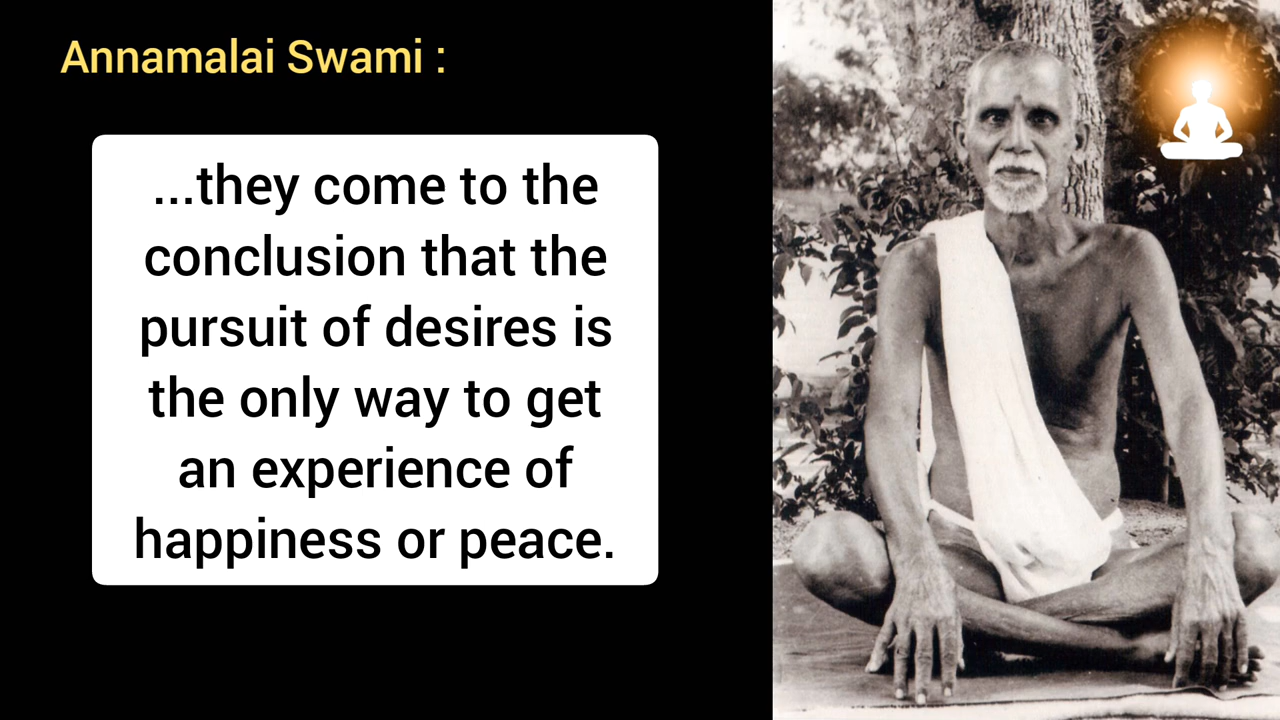 Annamalai Swami :
...they come to the
conclusion that the
pursuit of desires is
the only way to get
an experience of
happiness or peace.